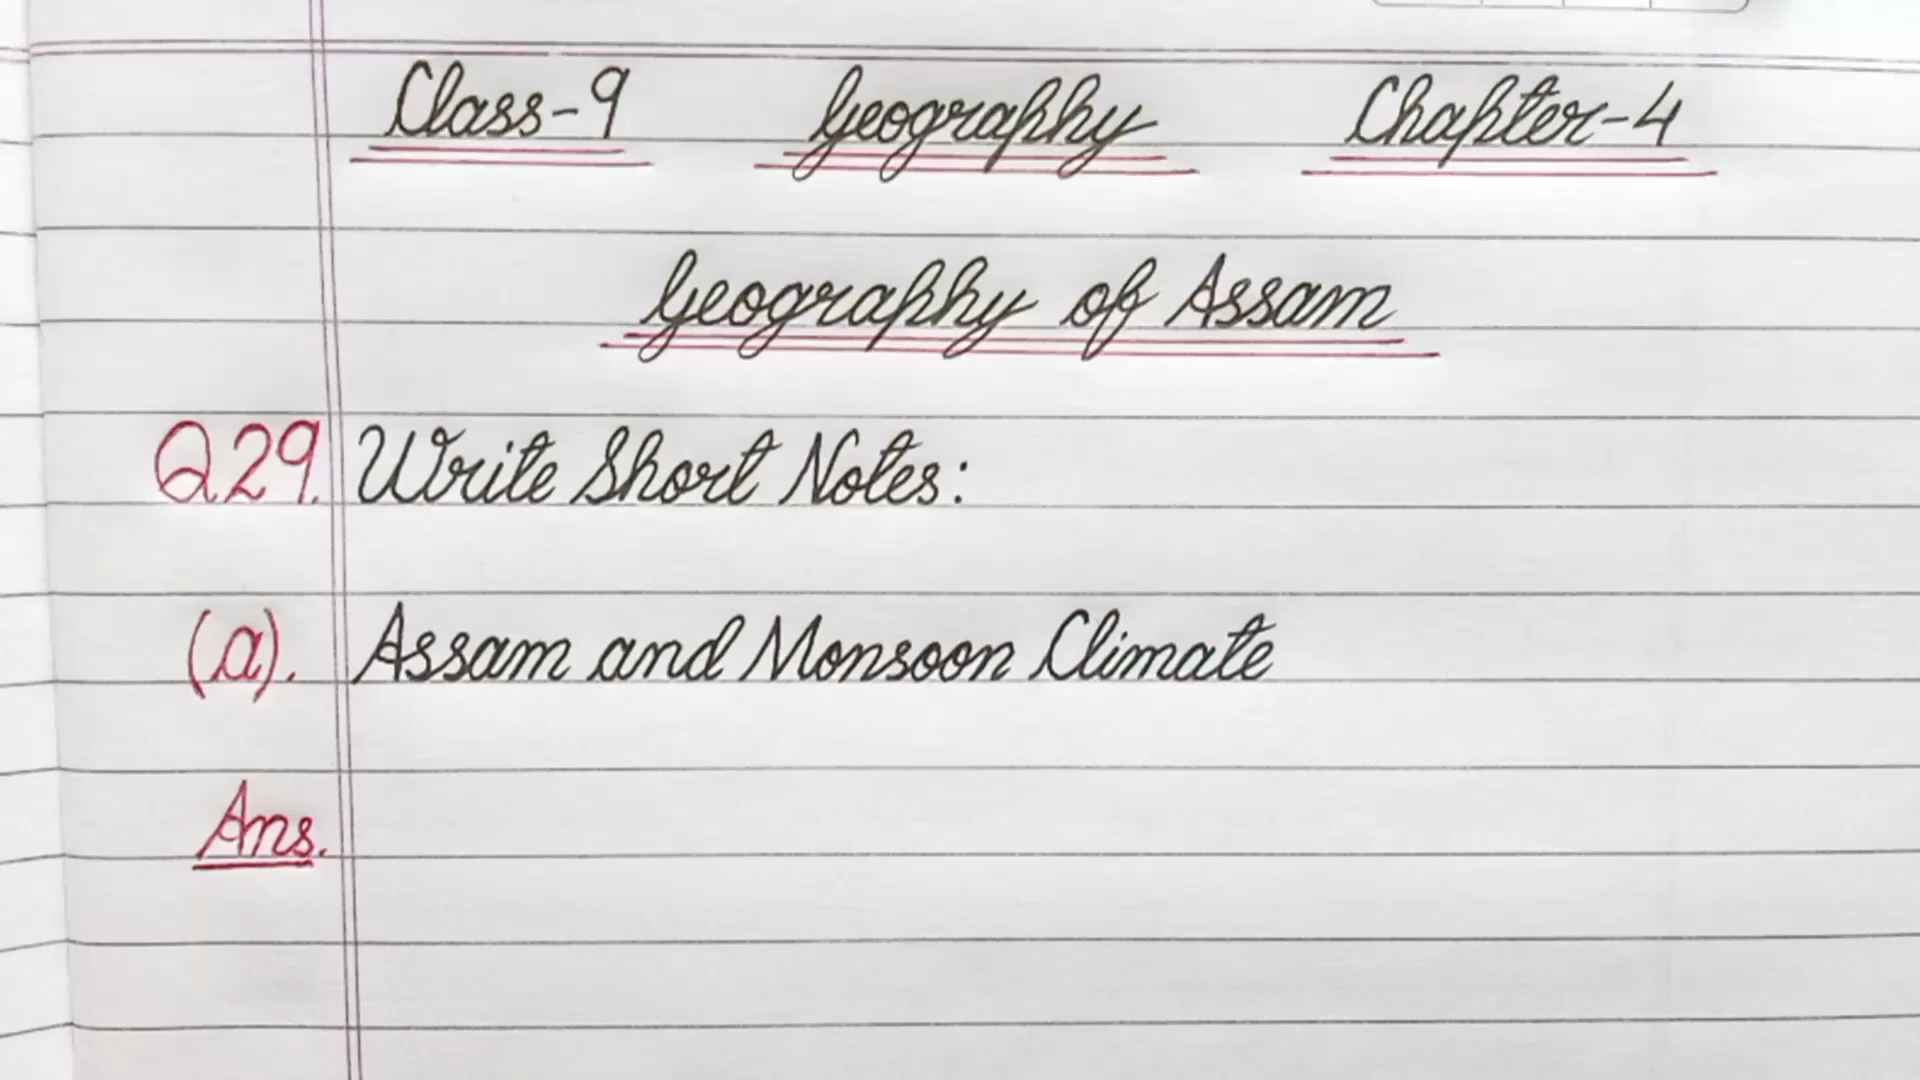 Class-9 Geography Chapter-4
Geography of Assam
Q29. Write Short Notes:
(a). Assam and Monsoon Climate
Ans.